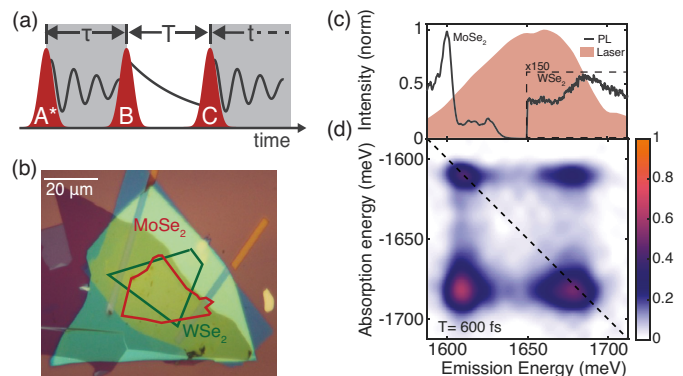 (a)
τ
T
t
A*
B
C
time
(b)
20 μm
MoSe2
WSe2
(c)
Intensity (norm)
1
0.5
0
MoSe2
PL
Laser
x150
WSe2
(d)
Absorption energy (meV)
-1600
-1650
-1700
T= 600 fs
1600
1650
1700
Emission Energy (meV)
1
0.8
0.6
0.4
0.2
0